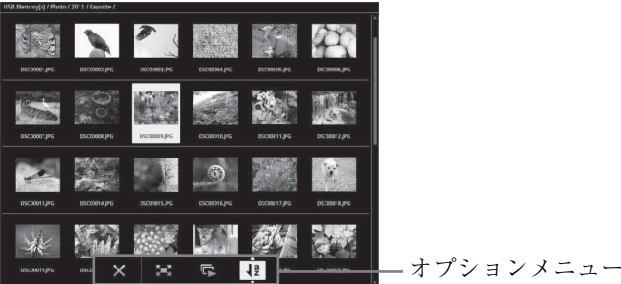 USB Memory[a] / Photo / 2011 / Favorite /
DSC00001.JPG DSC00002.JPG DSC00003.JPG DSC00004.JPG DSC00005.JPG DSC00006.JPG
DSC00007.JPG DSC00008.JPG DSC00009.JPG DSC00010.JPG DSC00011.JPG DSC00012.JPG
DSC00013.JPG DSC00014.JPG DSC00015.JPG DSC00016.JPG DSC00017.JPG DSC00018.JPG
DSC00019.JPG
オプションメニュー